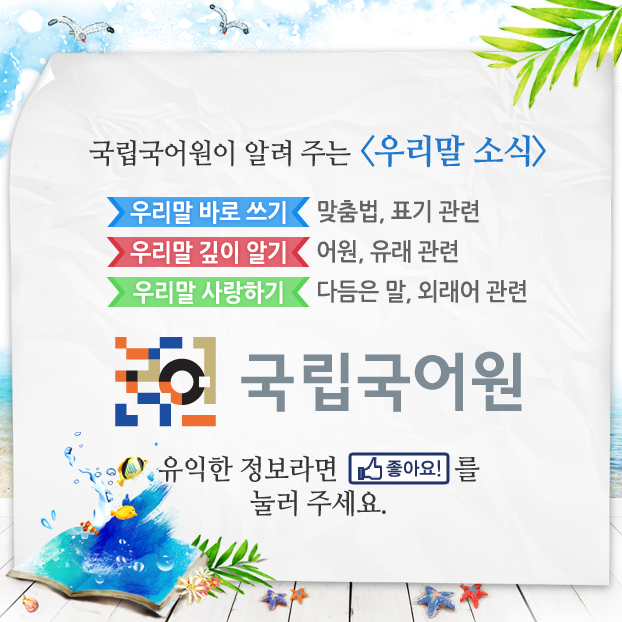 국립국어원이 알려 주는 〈우리말 소식〉
우리말 바로 쓰기 맞춤법, 표기 관련
우리말 깊이 알기 어원, 유래 관련
우리말 사랑하기 다듬은 말, 외래어 관련
국립국어원
유익한 정보라면 좋아요! 를
눌러 주세요.